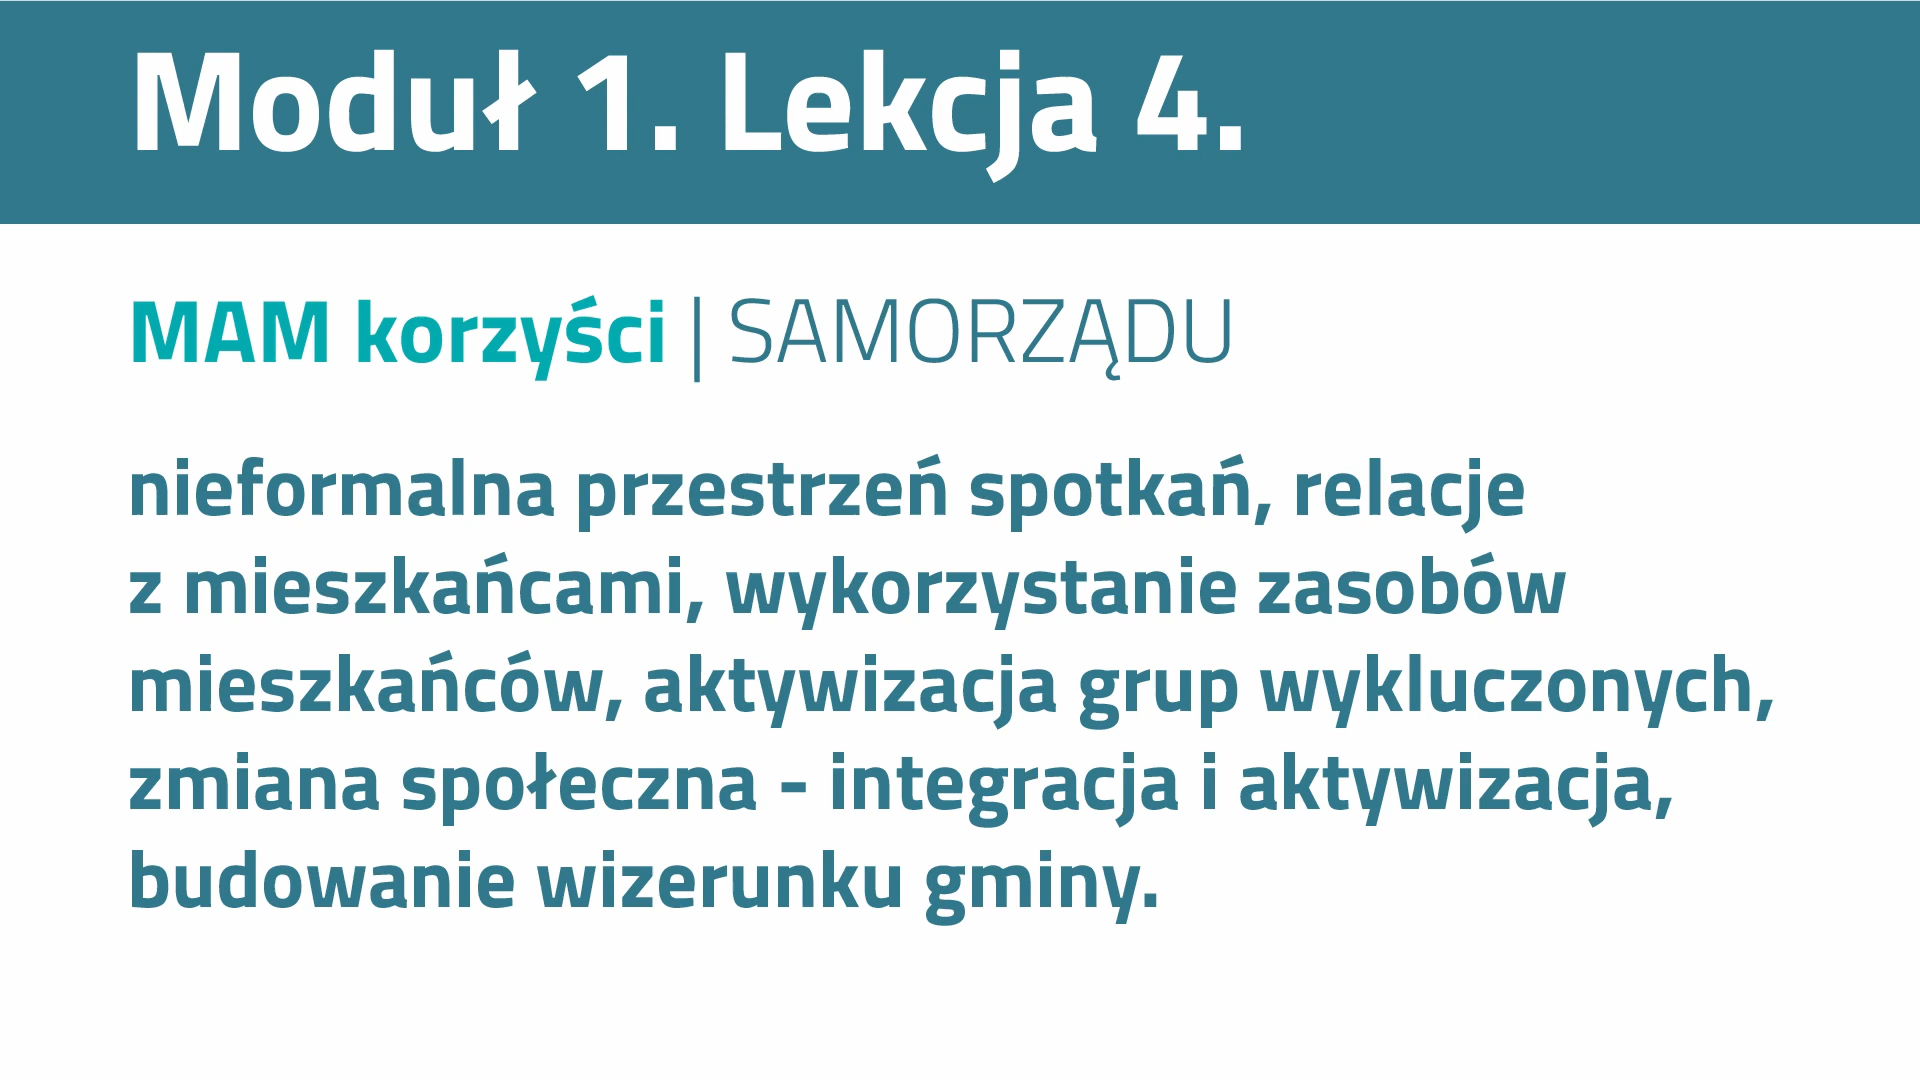 Moduł 1. Lekcja 4.
MAM korzyści | SAMORZĄDU
nieformalna przestrzeń spotkań, relacje
z mieszkańcami, wykorzystanie zasobów
mieszkańców, aktywizacja grup wykluczonych,
zmiana społeczna - integracja i aktywizacja,
budowanie wizerunku gminy.